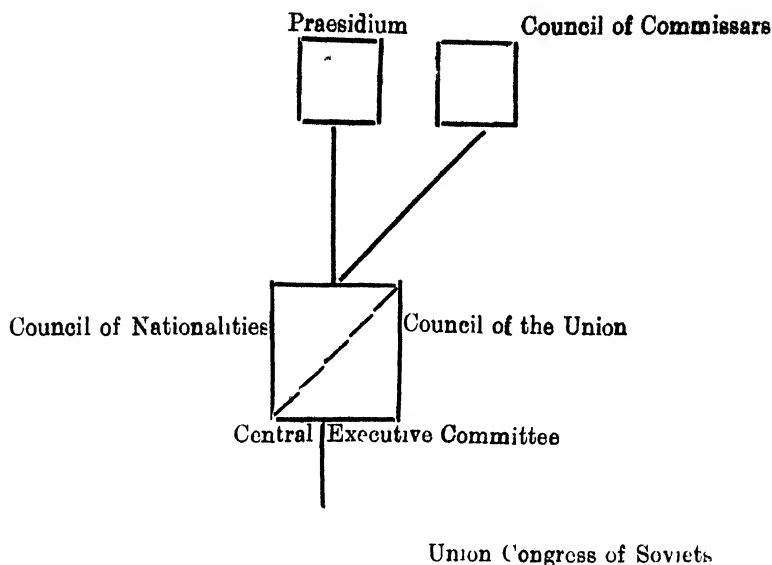 Praesidium
Council of Commissars
Council of Nationalities
Council of the Union
Central Executive Committee
Union Congress of Soviets